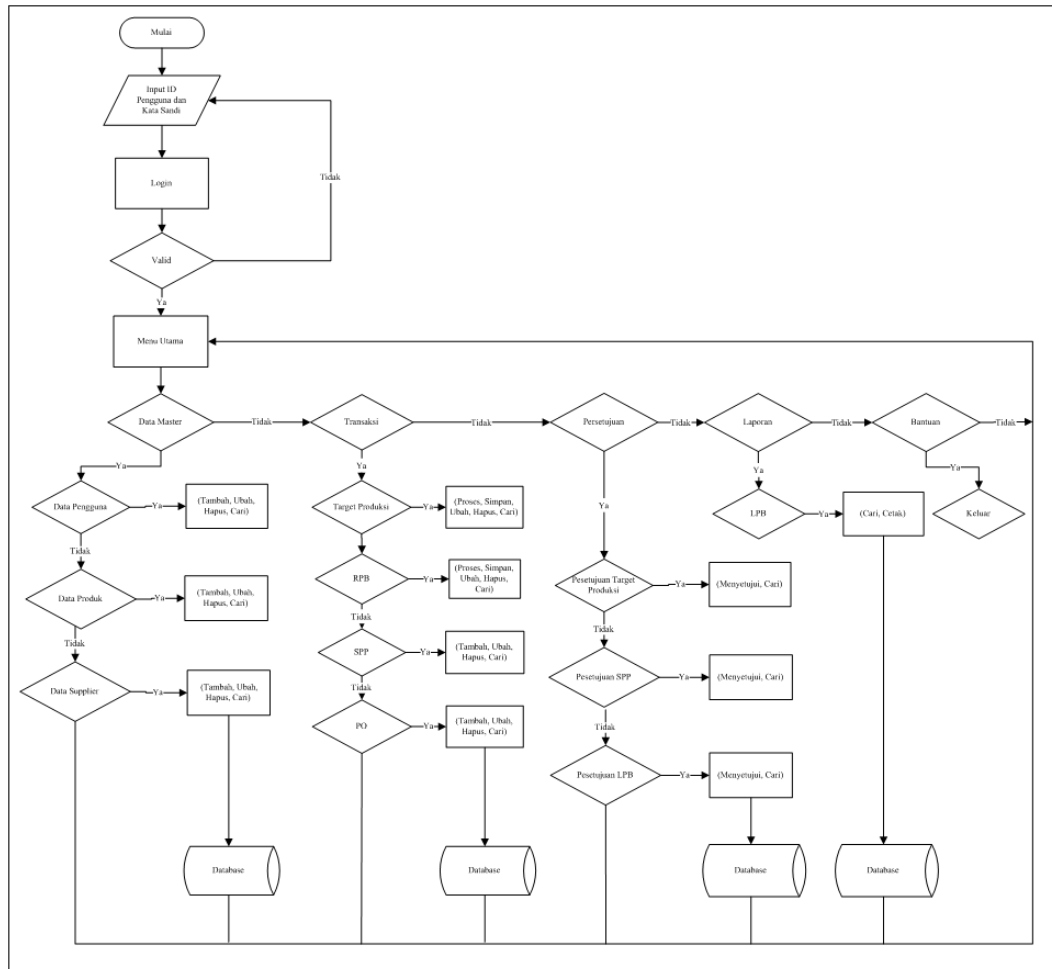 Mulai
Input ID
Pengguna dan
Kata Sandi
Login
Tidak
Valid
Ya
Menu Utama
Data Master
Tidak
Transaksi
Tidak
Persetujuan
Tidak
Laporan
Tidak
Bantuan
Tidak
Ya
Data Pengguna
Ya
(Tambah, Ubah,
Hapus, Cari)
Tidak
Data Produk
Ya
(Tambah, Ubah,
Hapus, Cari)
Tidak
Data Supplier
Ya
(Tambah, Ubah,
Hapus, Cari)
Database
Ya
Target Produksi
Ya
(Proses, Simpan,
Ubah, Hapus, Cari)
RPB
Ya
(Proses, Simpan,
Ubah, Hapus,
Cari)
Tidak
SPP
Ya
(Tambah, Ubah,
Hapus, Cari)
Tidak
PO
Ya
(Tambah, Ubah,
Hapus, Cari)
Database
Ya
Pesetujuan Target
Produksi
Ya
(Menyetujui, Cari)
Tidak
Pesetujuan SPP
Ya
(Menyetujui, Cari)
Tidak
Pesetujuan LPB
Ya
(Menyetujui, Cari)
Database
Ya
LPB
Ya
(Cari, Cetak)
Database
Ya
Keluar